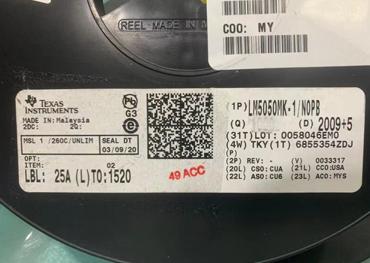 REEL MADE IN M
COO: MY
TEXAS
INSTRUMENTS
MADE IN: Malaysia
2DC: 2Q:
G3
MSL 1 /260C/UNLIM
SEAL DT
03/09/20
OPT:
ITEM: 02
LBL: 25A (L)TO:1520
49 ACC
(1P) LM5050MK-1/NOPB
(Q) (D) 2009+5
(31T)LOT: 0058046EMO
(4W) TKY(1T) 6855354ZDJ
(P)
(2P) REV: - (V) 0033317
(20L) CSO:CUA (21L) CCO:USA
(22L) ASO:CU6 (23L) ACO:MYS